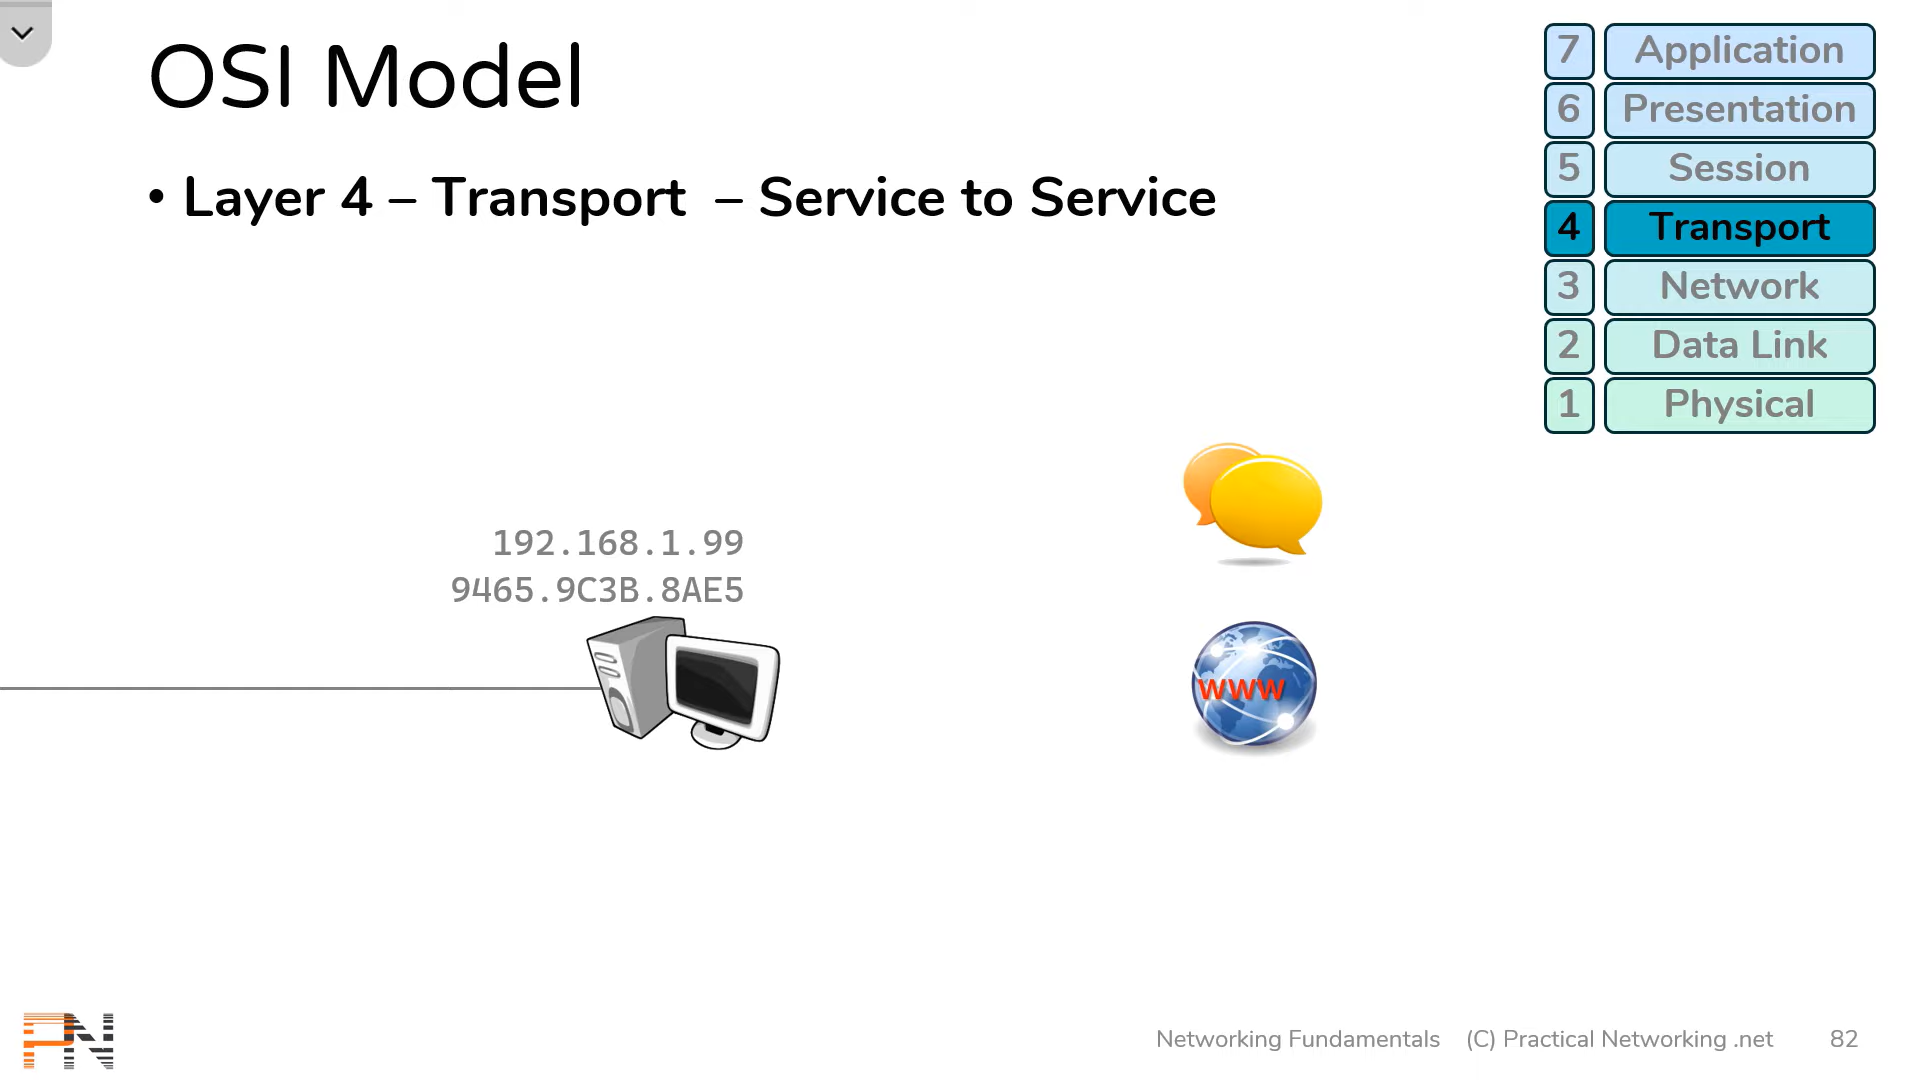 OSI Model
• Layer 4 – Transport – Service to Service
7 Application
6 Presentation
5 Session
4 Transport
3 Network
2 Data Link
1 Physical
192.168.1.99
9465.9C3B.8AE5
www
PN
Networking Fundamentals (C) Practical Networking .net 82